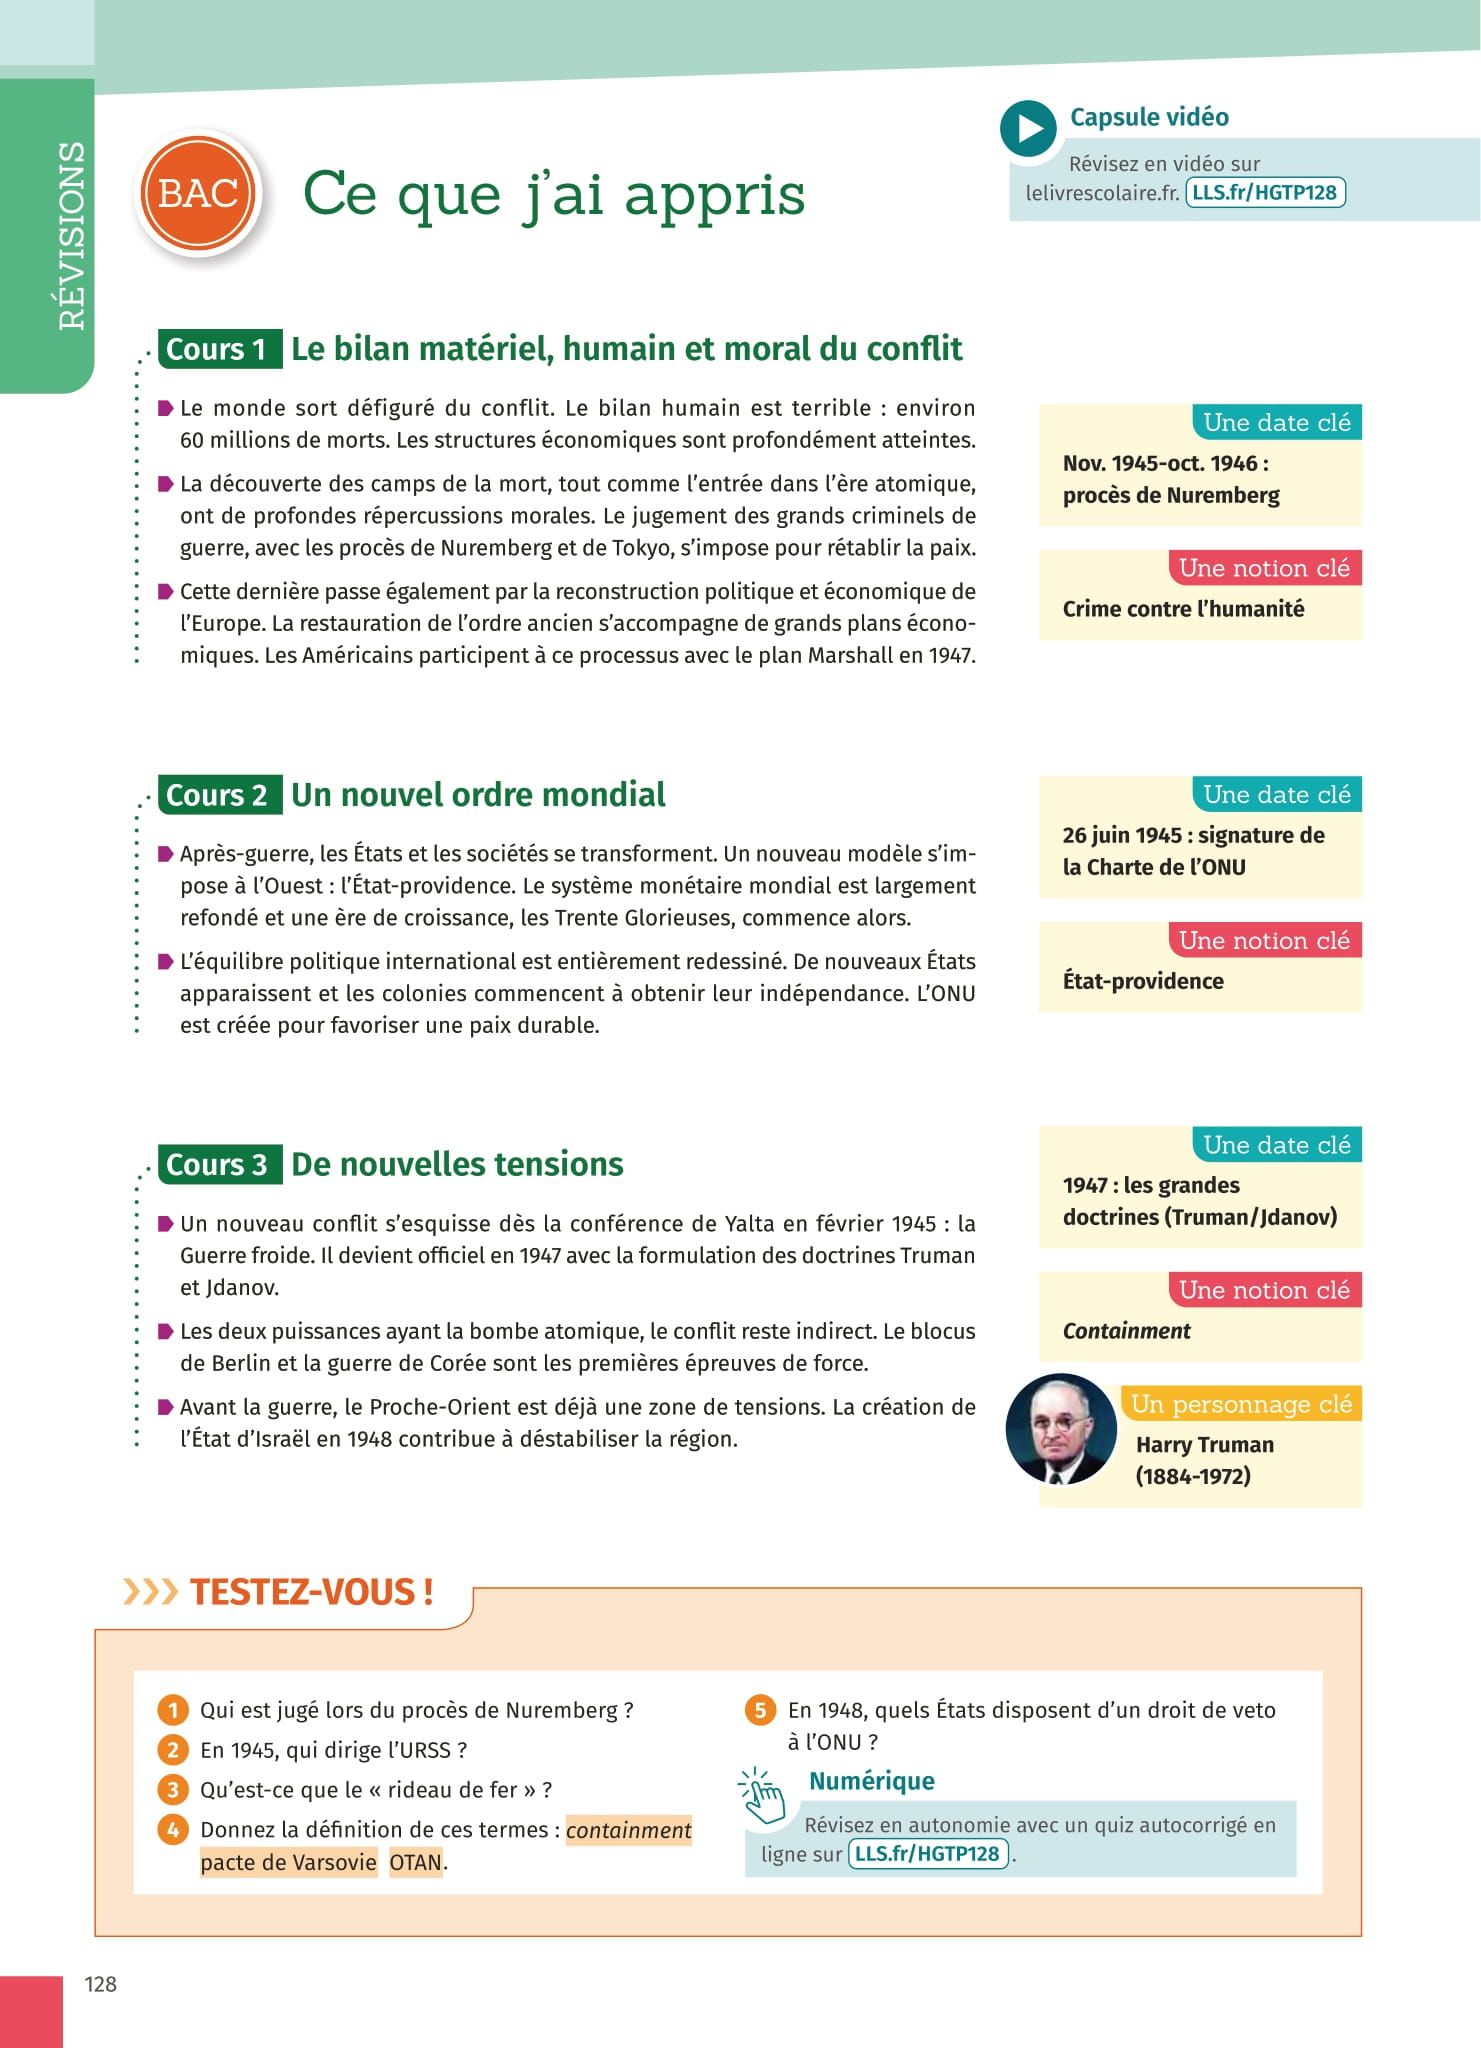 RÉVISIONS
BAC
Ce que j'ai appris
Capsule vidéo
Révisez en vidéo sur
lelivrescolaire.fr. LLS.fr/HGTP128
Cours 1 Le bilan matériel, humain et moral du conflit
Le monde sort défiguré du conflit. Le bilan humain est terrible : environ
60 millions de morts. Les structures économiques sont profondément atteintes.
La découverte des camps de la mort, tout comme l'entrée dans l'ère atomique,
ont de profondes répercussions morales. Le jugement des grands criminels de
guerre, avec les procès de Nuremberg et de Tokyo, s'impose pour rétablir la paix.
Cette dernière passe également par la reconstruction politique et économique de
l'Europe. La restauration de l'ordre ancien s'accompagne de grands plans écono-
miques. Les Américains participent à ce processus avec le plan Marshall en 1947.
Une date clé
Nov. 1945-oct. 1946 :
procès de Nuremberg
Une notion clé
Crime contre l'humanité
Cours 2 Un nouvel ordre mondial
Après-guerre, les États et les sociétés se transforment. Un nouveau modèle s'im-
pose à l'Ouest : l'État-providence. Le système monétaire mondial est largement
refondé et une ère de croissance, les Trente Glorieuses, commence alors.
L'équilibre politique international est entièrement redessiné. De nouveaux États
apparaissent et les colonies commencent à obtenir leur indépendance. L'ONU
est créée pour favoriser une paix durable.
Une date clé
26 juin 1945 : signature de
la Charte de l'ONU
Une notion clé
État-providence
Cours 3 De nouvelles tensions
Un nouveau conflit s'esquisse dès la conférence de Yalta en février 1945 : la
Guerre froide. Il devient officiel en 1947 avec la formulation des doctrines Truman
et Jdanov.
Les deux puissances ayant la bombe atomique, le conflit reste indirect. Le blocus
de Berlin et la guerre de Corée sont les premières épreuves de force.
Avant la guerre, le Proche-Orient est déjà une zone de tensions. La création de
l'État d'Israël en 1948 contribue à déstabiliser la région.
Une date clé
1947 : les grandes
doctrines (Truman/Jdanov)
Une notion clé
Containment
Un personnage clé
Harry Truman
(1884-1972)
TESTEZ-VOUS !
1 Qui est jugé lors du procès de Nuremberg ?
2 En 1945, qui dirige l'URSS ?
3 Qu'est-ce que le « rideau de fer » ?
4 Donnez la définition de ces termes : containment
pacte de Varsovie OTAN.
5 En 1948, quels États disposent d'un droit de veto
à l'ONU ?
Numérique
Révisez en autonomie avec un quiz autocorrigé en
ligne sur LLS.fr/HGTP128 .
128